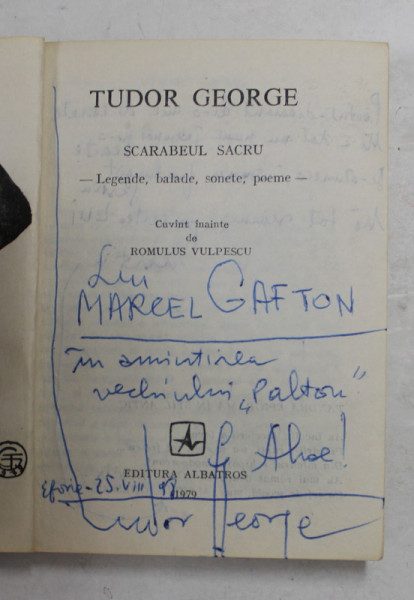 TUDOR GEORGE
SCARABEUL SACRU
— Legende, balade, sonete, poeme —
Cuvînt înainte
de
ROMULUS VULPESCU
Lui
MARCEL GAFTON
în amintirea
vechiului „Palton”
Ahoe!
EDITURA ALBATROS
Eforie - 25. VIII
1979
Tudor George